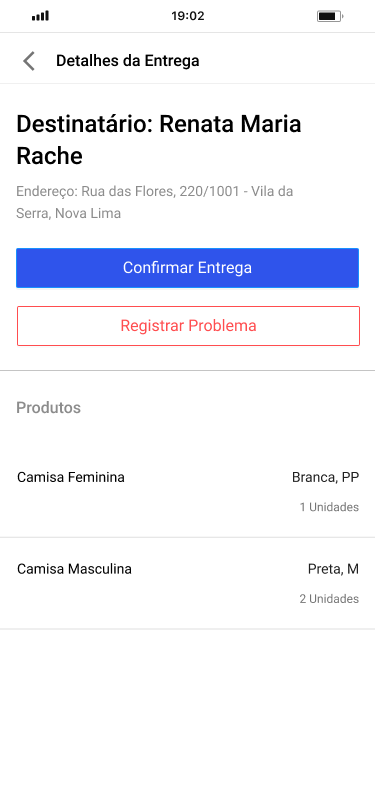 19:02
Detalhes da Entrega
Destinatário: Renata Maria
Rache
Endereço: Rua das Flores, 220/1001 - Vila da
Serra, Nova Lima
Confirmar Entrega
Registrar Problema
Produtos
Camisa Feminina Branca, PP
1 Unidades
Camisa Masculina Preta, M
2 Unidades